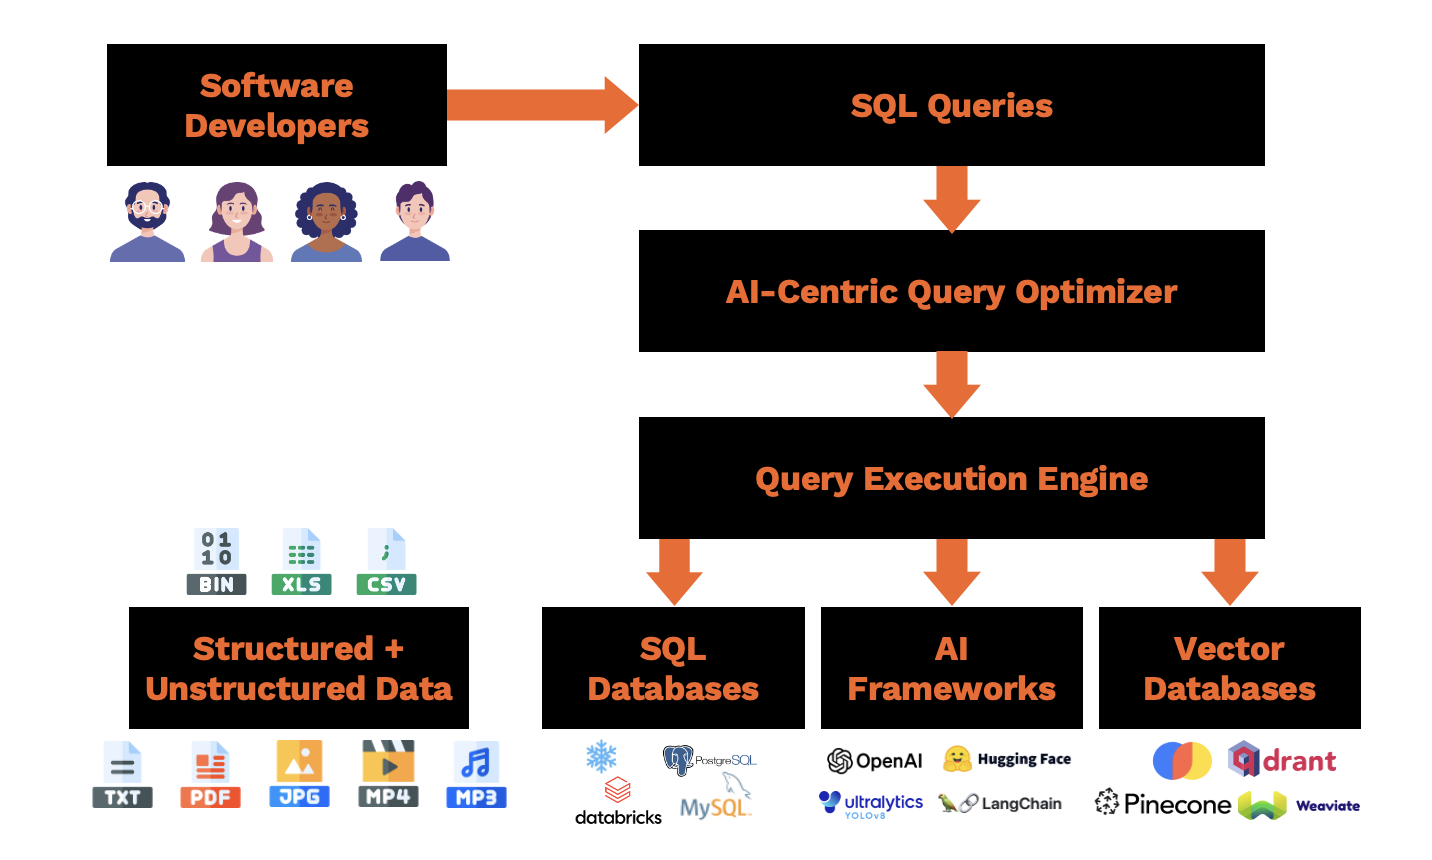 Software
Developers
SQL Queries
AI-Centric Query Optimizer
Query Execution Engine
01
10
BIN
XLS
CSV
Structured +
Unstructured Data
SQL
Databases
AI
Frameworks
Vector
Databases
TXT
PDF
JPG
MP4
MP3
PostgreSQL
databricks
MySQL
OpenAI
Hugging Face
ultralytics
YOLOv8
LangChain
qdrant
Pinecone
Weaviate